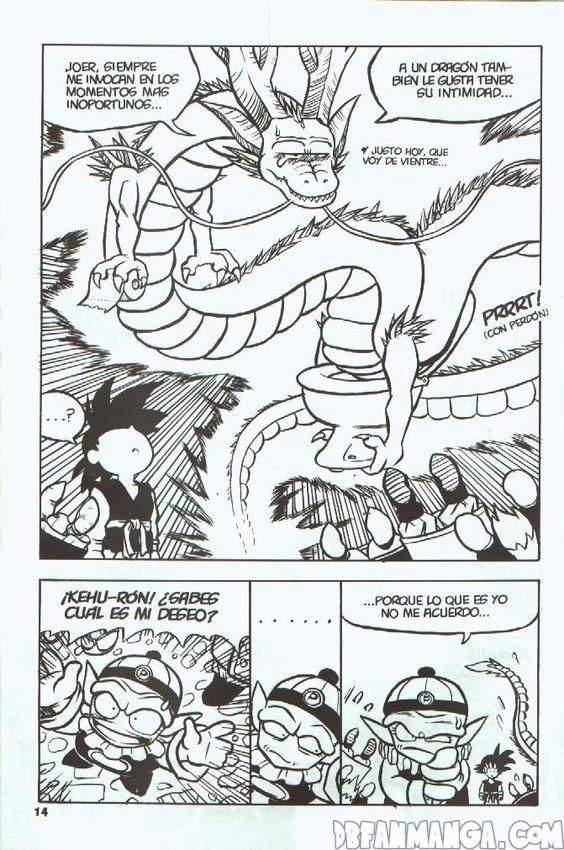 JOER, SIEMPRE
ME INVOCAN EN LOS
MOMENTOS MAS
INOPORTUNOS...
A UN DRAGÓN TAM-
BIEN LE GUSTA TENER
SU INTIMIDAD...
Y JUSTO HOY, QUE
VOY DE VIENTRE...
PRRRT!
(CON PERDÓN)
...?
¡KEHU-RÓN! ¿SABES
CUAL ES MI DESEO?
......
...PORQUE LO QUE ES YO
NO ME ACUERDO...
P
P
14
DBFANMANGA.COM